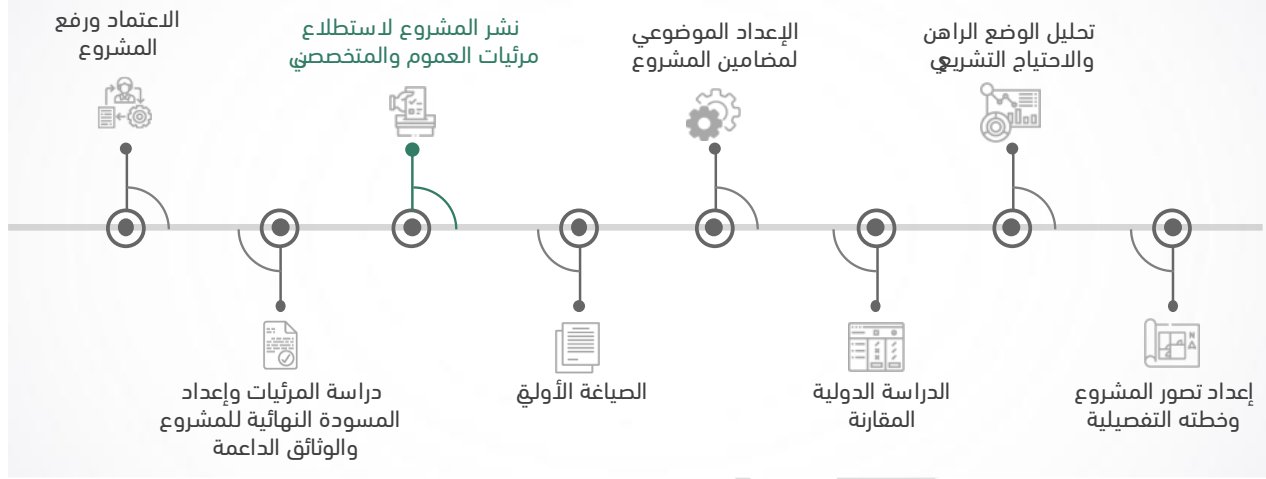 إعداد تصور المشروع
وخطته التفصيلية
تحليل الوضع الراهن
والاحتياج التشريعي
الدراسة الدولية
المقارنة
الإعداد الموضوعي
لمضامين المشروع
الصياغة الأولية
نشر المشروع لاستطلاع
مرئيات العموم والمتخصصين
دراسة المرئيات وإعداد
المسودة النهائية للمشروع
والوثائق الداعمة
الاعتماد ورفع
المشروع